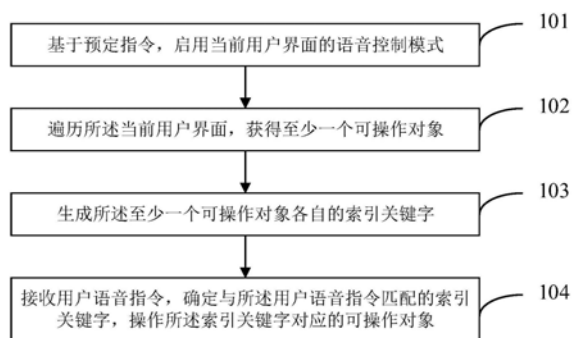 101
基于预定指令，启用当前用户界面的语音控制模式
102
遍历所述当前用户界面，获得至少一个可操作对象
103
生成所述至少一个可操作对象各自的索引关键字
104
接收用户语音指令，确定与所述用户语音指令匹配的索引
关键字，操作所述索引关键字对应的可操作对象